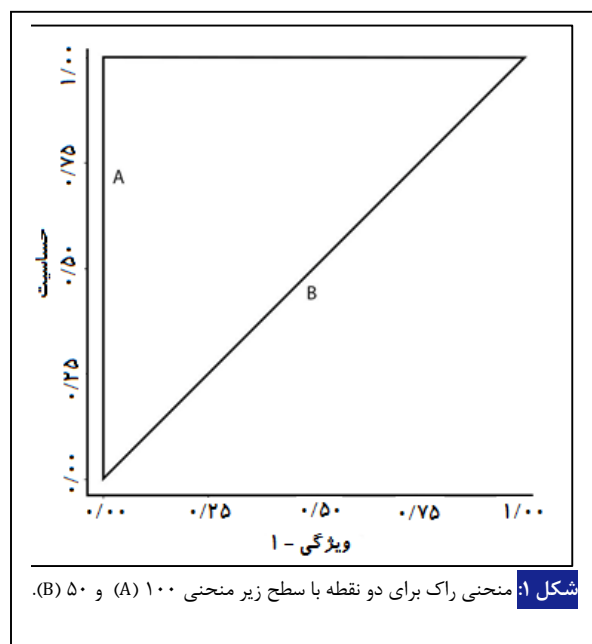 ۱/۰۰
۰/۷۵
۰/۵۰
۰/۲۵
۰/۰۰
حساسیت
A
B
۰/۰۰ ۰/۲۵ ۰/۵۰ ۰/۷۵ ۱/۰۰
ویژگی - ۱
شکل ۱: منحنی راک برای دو نقطه با سطح زیر منحنی ۱۰۰ (A) و ۵۰ (B).